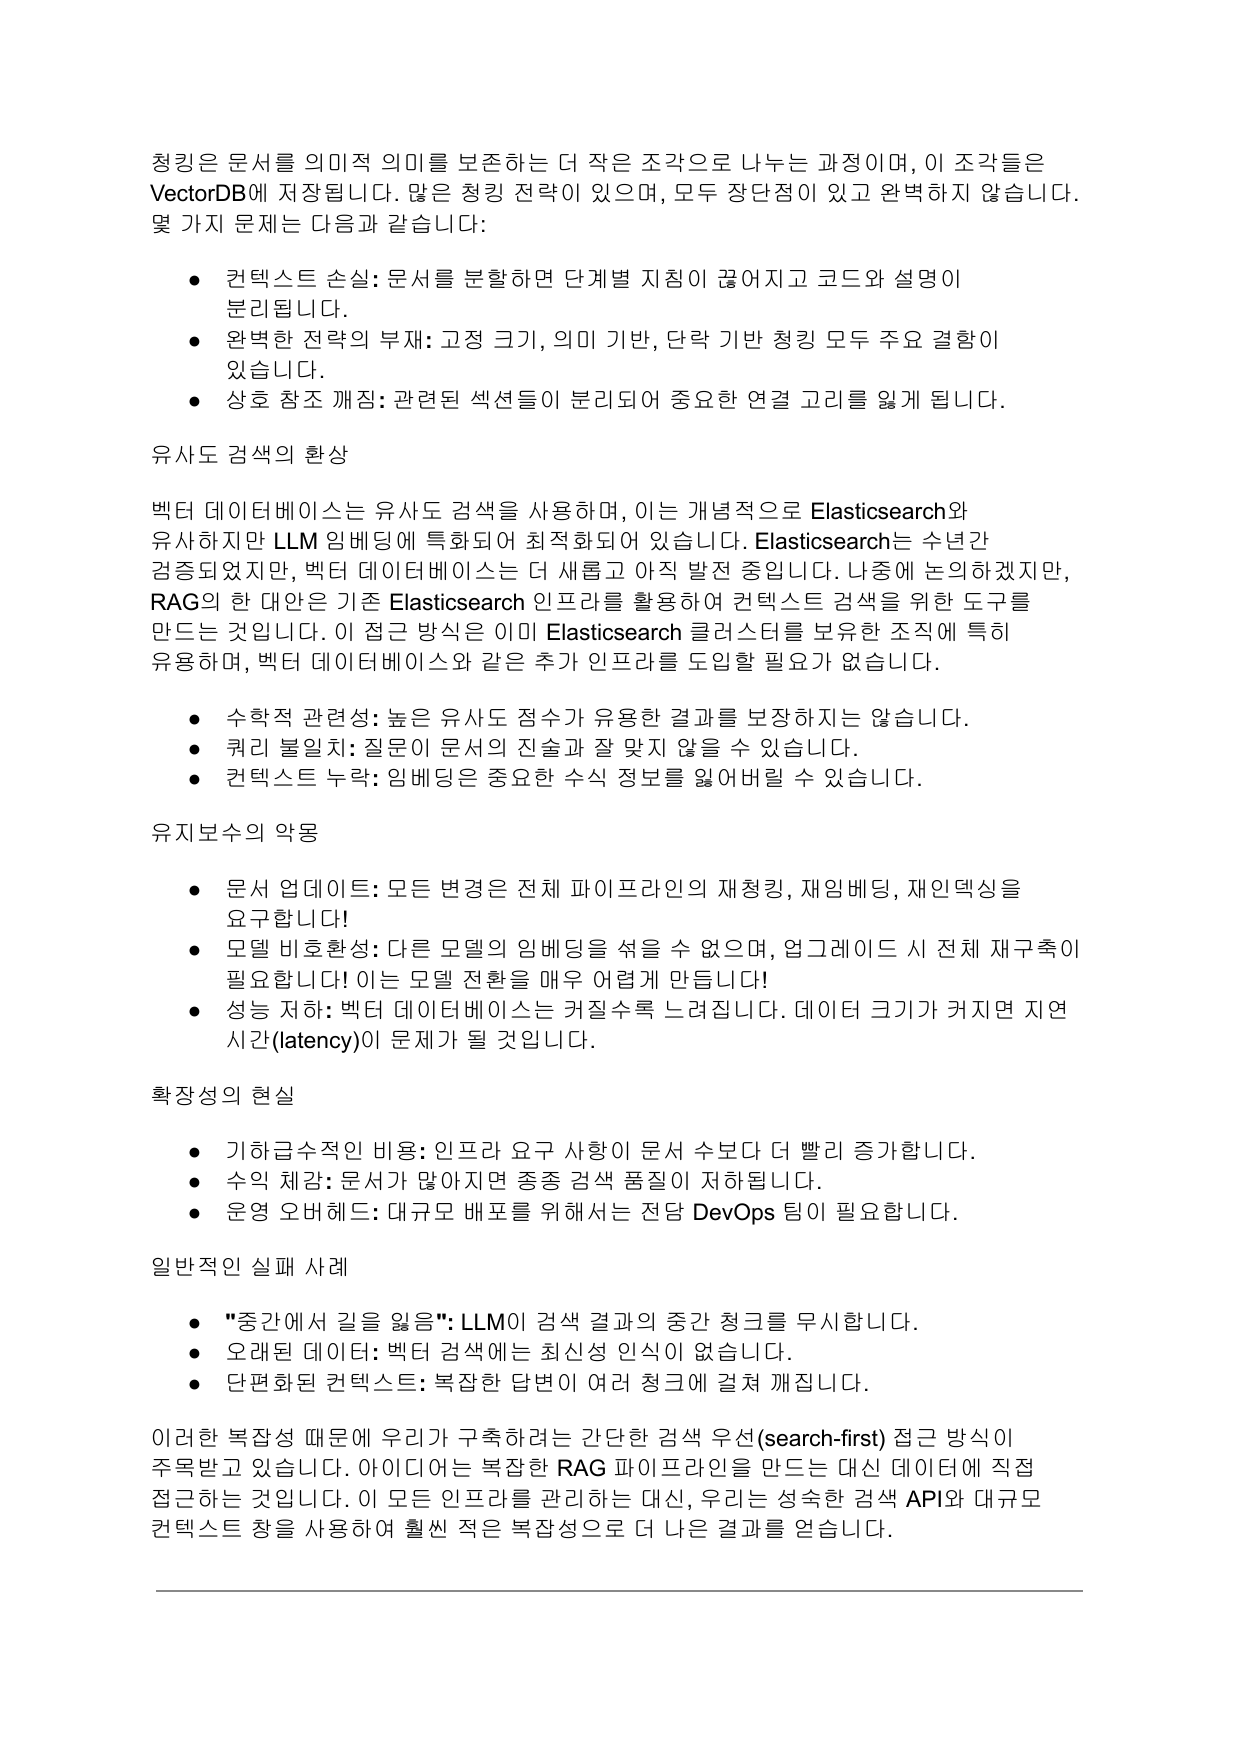 청킹은 문서를 의미적 의미를 보존하는 더 작은 조각으로 나누는 과정이며, 이 조각들은
VectorDB에 저장됩니다. 많은 청킹 전략이 있으며, 모두 장단점이 있고 완벽하지 않습니다.
몇 가지 문제는 다음과 같습니다:
● 컨텍스트 손실: 문서를 분할하면 단계별 지침이 끊어지고 코드와 설명이
분리됩니다.
● 완벽한 전략의 부재: 고정 크기, 의미 기반, 단락 기반 청킹 모두 주요 결함이
있습니다.
● 상호 참조 깨짐: 관련된 섹션들이 분리되어 중요한 연결 고리를 잃게 됩니다.
유사도 검색의 환상
벡터 데이터베이스는 유사도 검색을 사용하며, 이는 개념적으로 Elasticsearch와
유사하지만 LLM 임베딩에 특화되어 최적화되어 있습니다. Elasticsearch는 수년간
검증되었지만, 벡터 데이터베이스는 더 새롭고 아직 발전 중입니다. 나중에 논의하겠지만,
RAG의 한 대안은 기존 Elasticsearch 인프라를 활용하여 컨텍스트 검색을 위한 도구를
만드는 것입니다. 이 접근 방식은 이미 Elasticsearch 클러스터를 보유한 조직에 특히
유용하며, 벡터 데이터베이스와 같은 추가 인프라를 도입할 필요가 없습니다.
● 수학적 관련성: 높은 유사도 점수가 유용한 결과를 보장하지는 않습니다.
● 쿼리 불일치: 질문이 문서의 진술과 잘 맞지 않을 수 있습니다.
● 컨텍스트 누락: 임베딩은 중요한 수식 정보를 잃어버릴 수 있습니다.
유지보수의 악몽
● 문서 업데이트: 모든 변경은 전체 파이프라인의 재청킹, 재임베딩, 재인덱싱을
요구합니다!
● 모델 비호환성: 다른 모델의 임베딩을 섞을 수 없으며, 업그레이드 시 전체 재구축이
필요합니다! 이는 모델 전환을 매우 어렵게 만듭니다!
● 성능 저하: 벡터 데이터베이스는 커질수록 느려집니다. 데이터 크기가 커지면 지연
시간(latency)이 문제가 될 것입니다.
확장성의 현실
● 기하급수적인 비용: 인프라 요구 사항이 문서 수보다 더 빨리 증가합니다.
● 수익 체감: 문서가 많아지면 종종 검색 품질이 저하됩니다.
● 운영 오버헤드: 대규모 배포를 위해서는 전담 DevOps 팀이 필요합니다.
일반적인 실패 사례
● "중간에서 길을 잃음": LLM이 검색 결과의 중간 청크를 무시합니다.
● 오래된 데이터: 벡터 검색에는 최신성 인식이 없습니다.
● 단편화된 컨텍스트: 복잡한 답변이 여러 청크에 걸쳐 깨집니다.
이러한 복잡성 때문에 우리가 구축하려는 간단한 검색 우선(search-first) 접근 방식이
주목받고 있습니다. 아이디어는 복잡한 RAG 파이프라인을 만드는 대신 데이터에 직접
접근하는 것입니다. 이 모든 인프라를 관리하는 대신, 우리는 성숙한 검색 API와 대규모
컨텍스트 창을 사용하여 훨씬 적은 복잡성으로 더 나은 결과를 얻습니다.